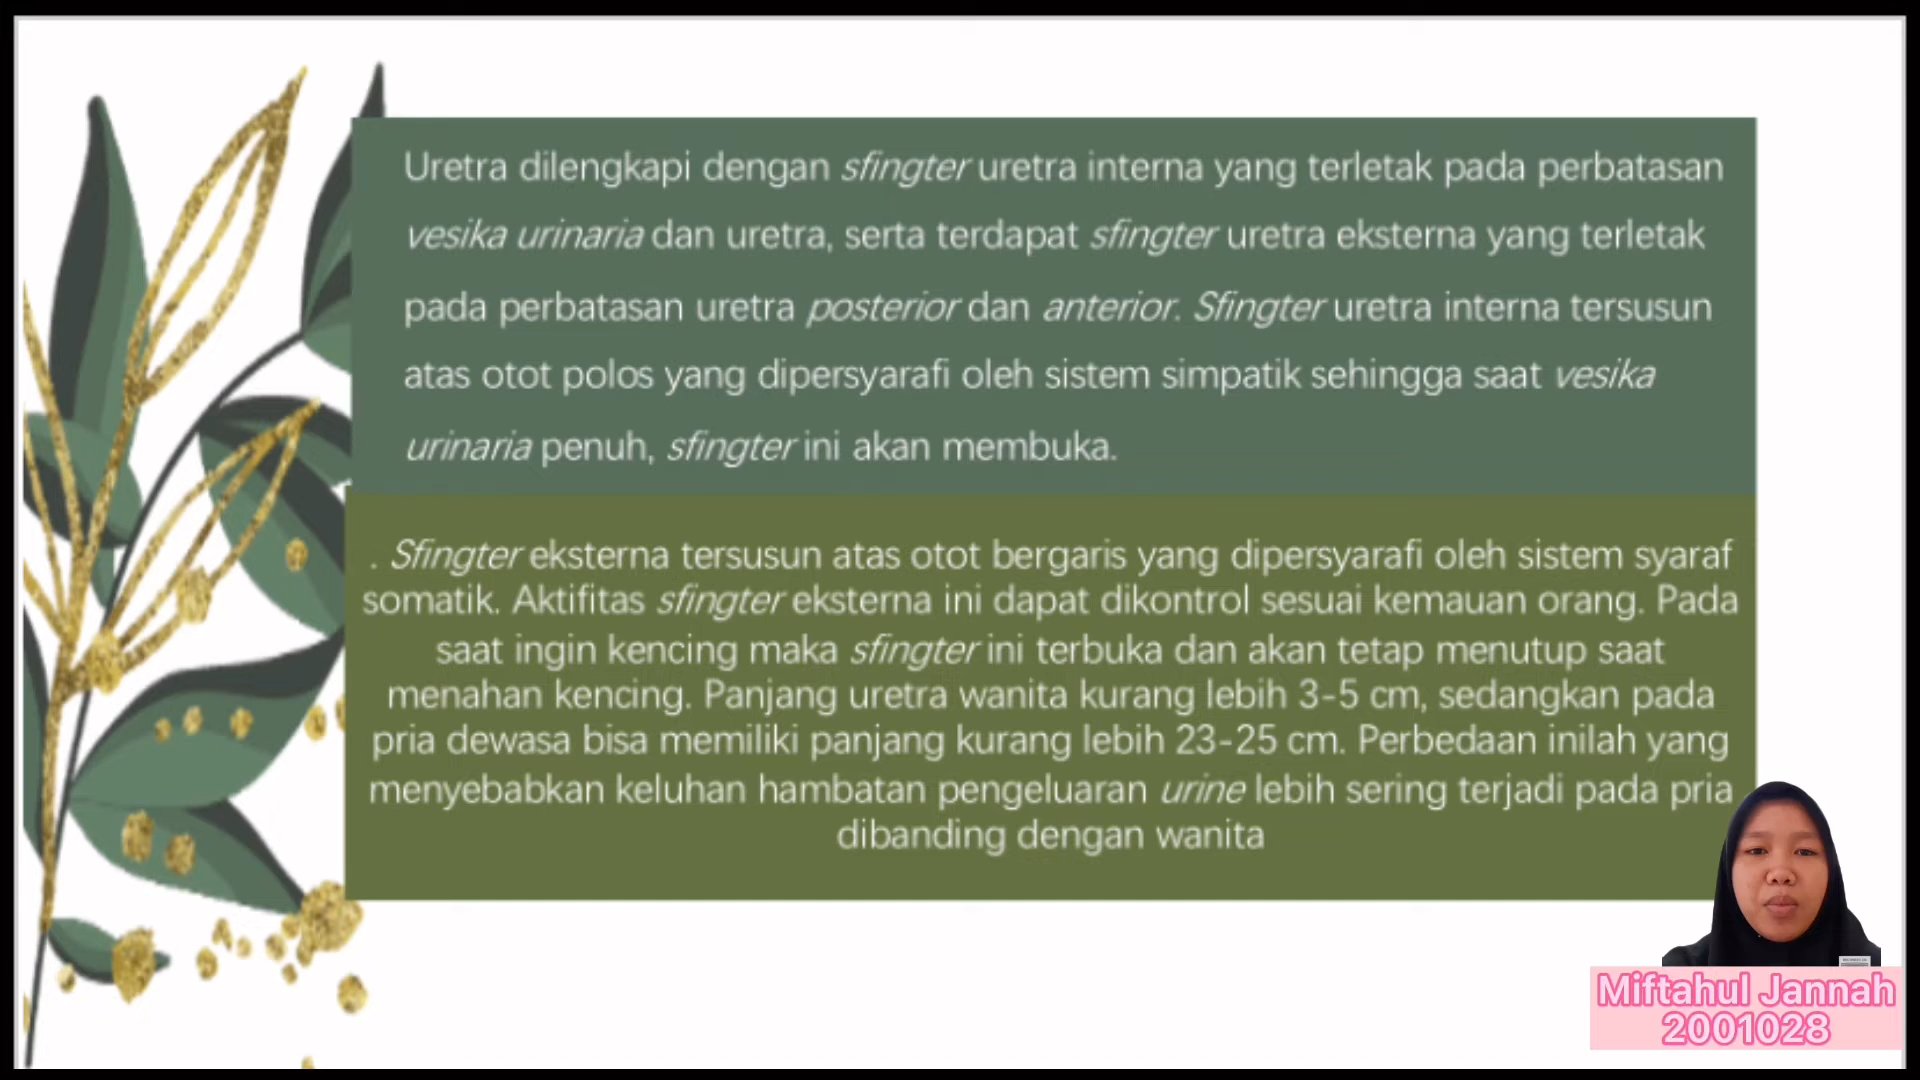 Uretra dilengkapi dengan sfingter uretra interna yang terletak pada perbatasan
vesika urinaria dan uretra, serta terdapat sfingter uretra eksterna yang terletak
pada perbatasan uretra posterior dan anterior. Sfingter uretra interna tersusun
atas otot polos yang dipersyarafi oleh sistem simpatik sehingga saat vesika
urinaria penuh, sfingter ini akan membuka.
. Sfingter eksterna tersusun atas otot bergaris yang dipersyarafi oleh sistem syaraf
somatik. Aktifitas sfingter eksterna ini dapat dikontrol sesuai kemauan orang. Pada
saat ingin kencing maka sfingter ini terbuka dan akan tetap menutup saat
menahan kencing. Panjang uretra wanita kurang lebih 3-5 cm, sedangkan pada
pria dewasa bisa memiliki panjang kurang lebih 23-25 cm. Perbedaan inilah yang
menyebabkan keluhan hambatan pengeluaran urine lebih sering terjadi pada pria
dibanding dengan wanita
Miftahul Jannah
2001028